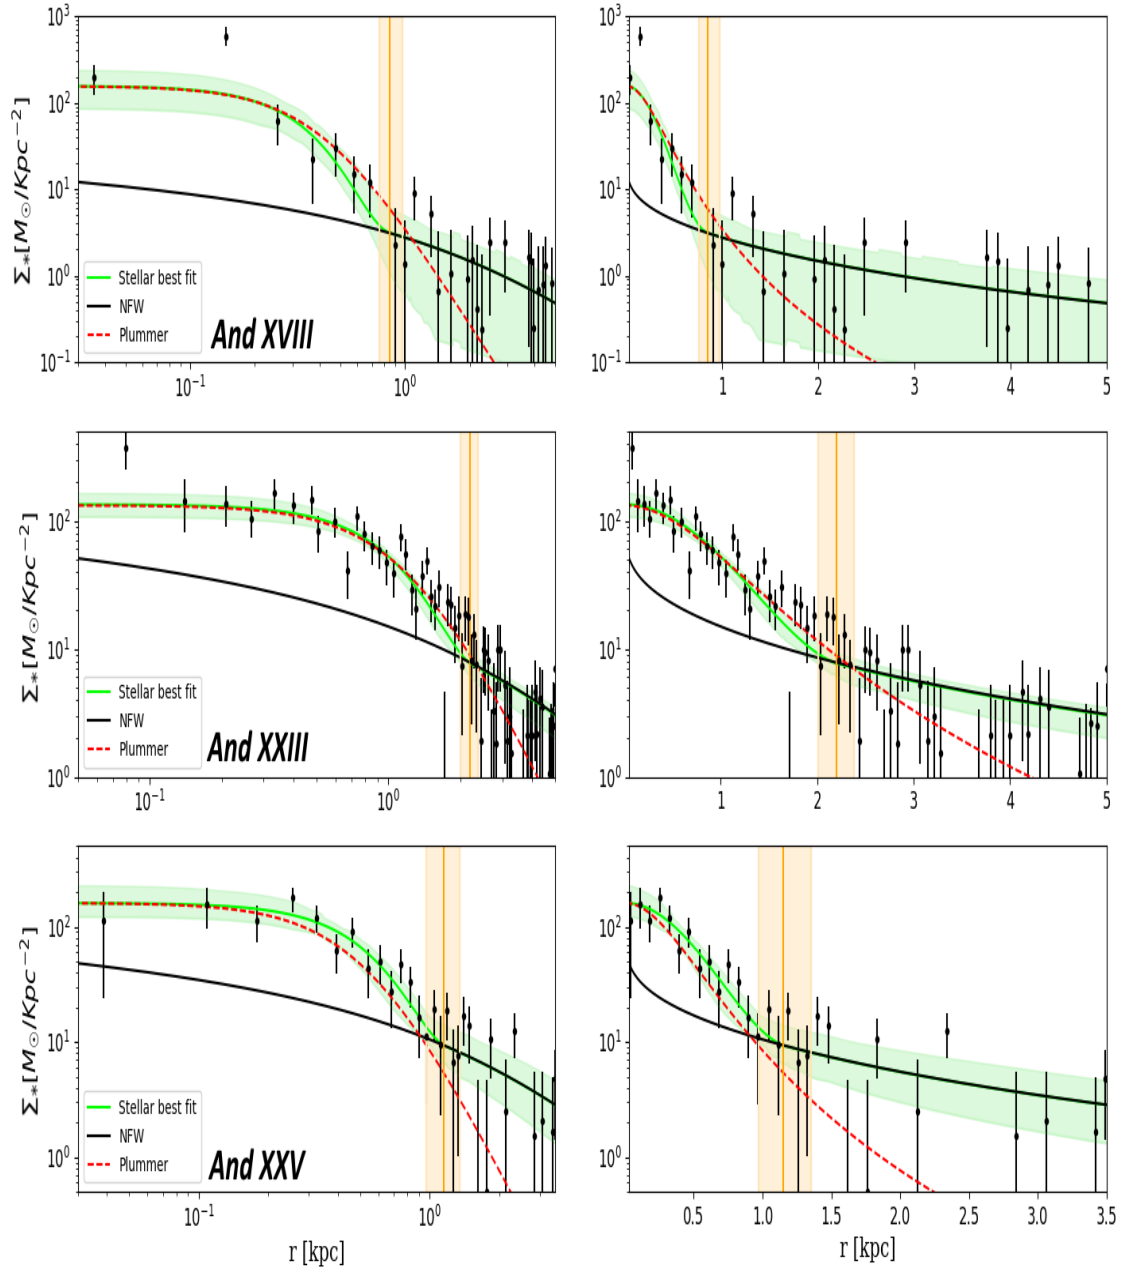 10³
10²
10¹
10⁰
10⁻¹
Σ*[M⊙/Kpc⁻²]
Stellar best fit
NFW
Plummer
And XVIII
10⁻¹
10⁰
10³
10²
10¹
10⁰
10⁻¹
1
2
3
4
5
10²
10¹
10⁰
Σ*[M⊙/Kpc⁻²]
Stellar best fit
NFW
Plummer
And XXIII
10⁻¹
10⁰
10²
10¹
10⁰
1
2
3
4
5
10²
10¹
10⁰
Σ*[M⊙/Kpc⁻²]
Stellar best fit
NFW
Plummer
And XXV
10⁻¹
10⁰
r [kpc]
10²
10¹
10⁰
0.5
1.0
1.5
2.0
2.5
3.0
3.5
r [kpc]